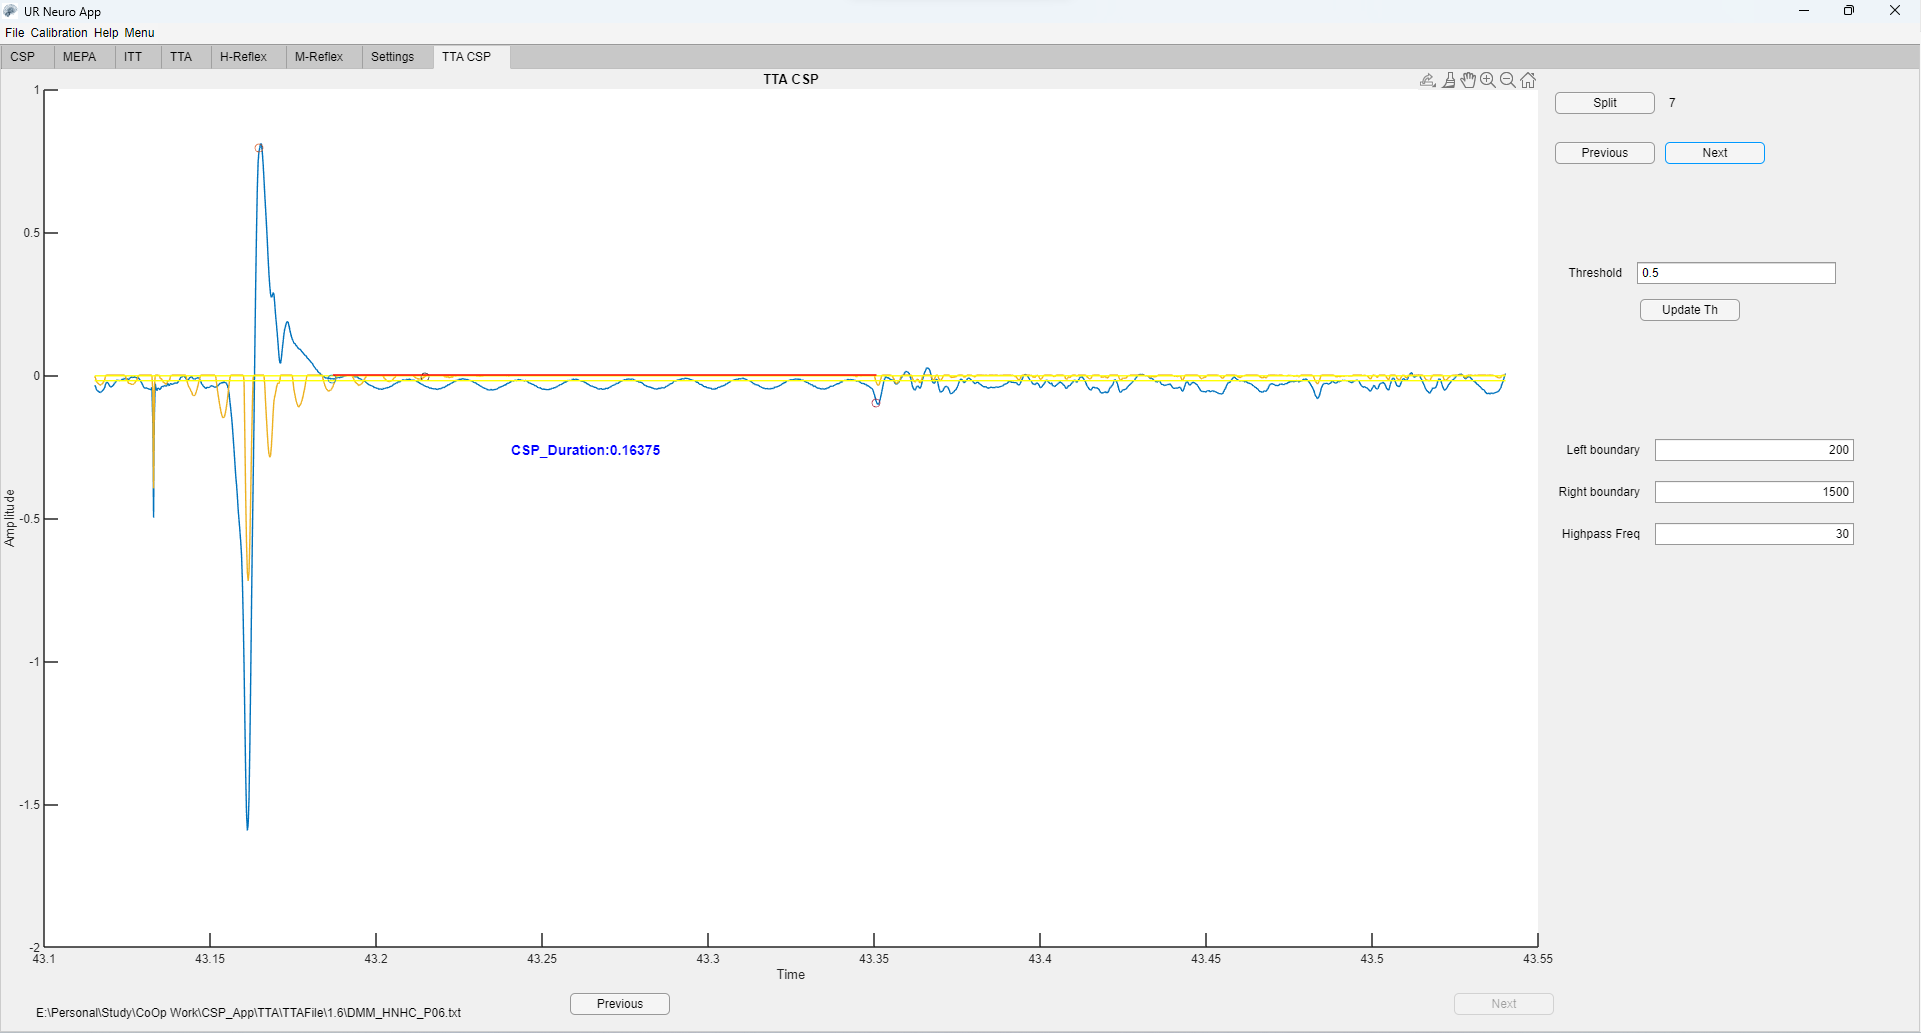 UR Neuro App
File Calibration Help Menu
CSP MEPA ITT TTA H-Reflex M-Reflex Settings TTA CSP
TTA CSP
1
0.5
0
-0.5
-1
-1.5
-2
Amplitude
CSP_Duration:0.16375
43.1 43.15 43.2 43.25 43.3 43.35 43.4 43.45 43.5 43.55
Time
Split 7
Previous Next
Threshold 0.5
Update Th
Left boundary 200
Right boundary 1500
Highpass Freq 30
Previous Next
E:\Personal\Study\CoOp Work\CSP_App\TTA\TTAFile\1.6\DMM_HNHC_P06.txt